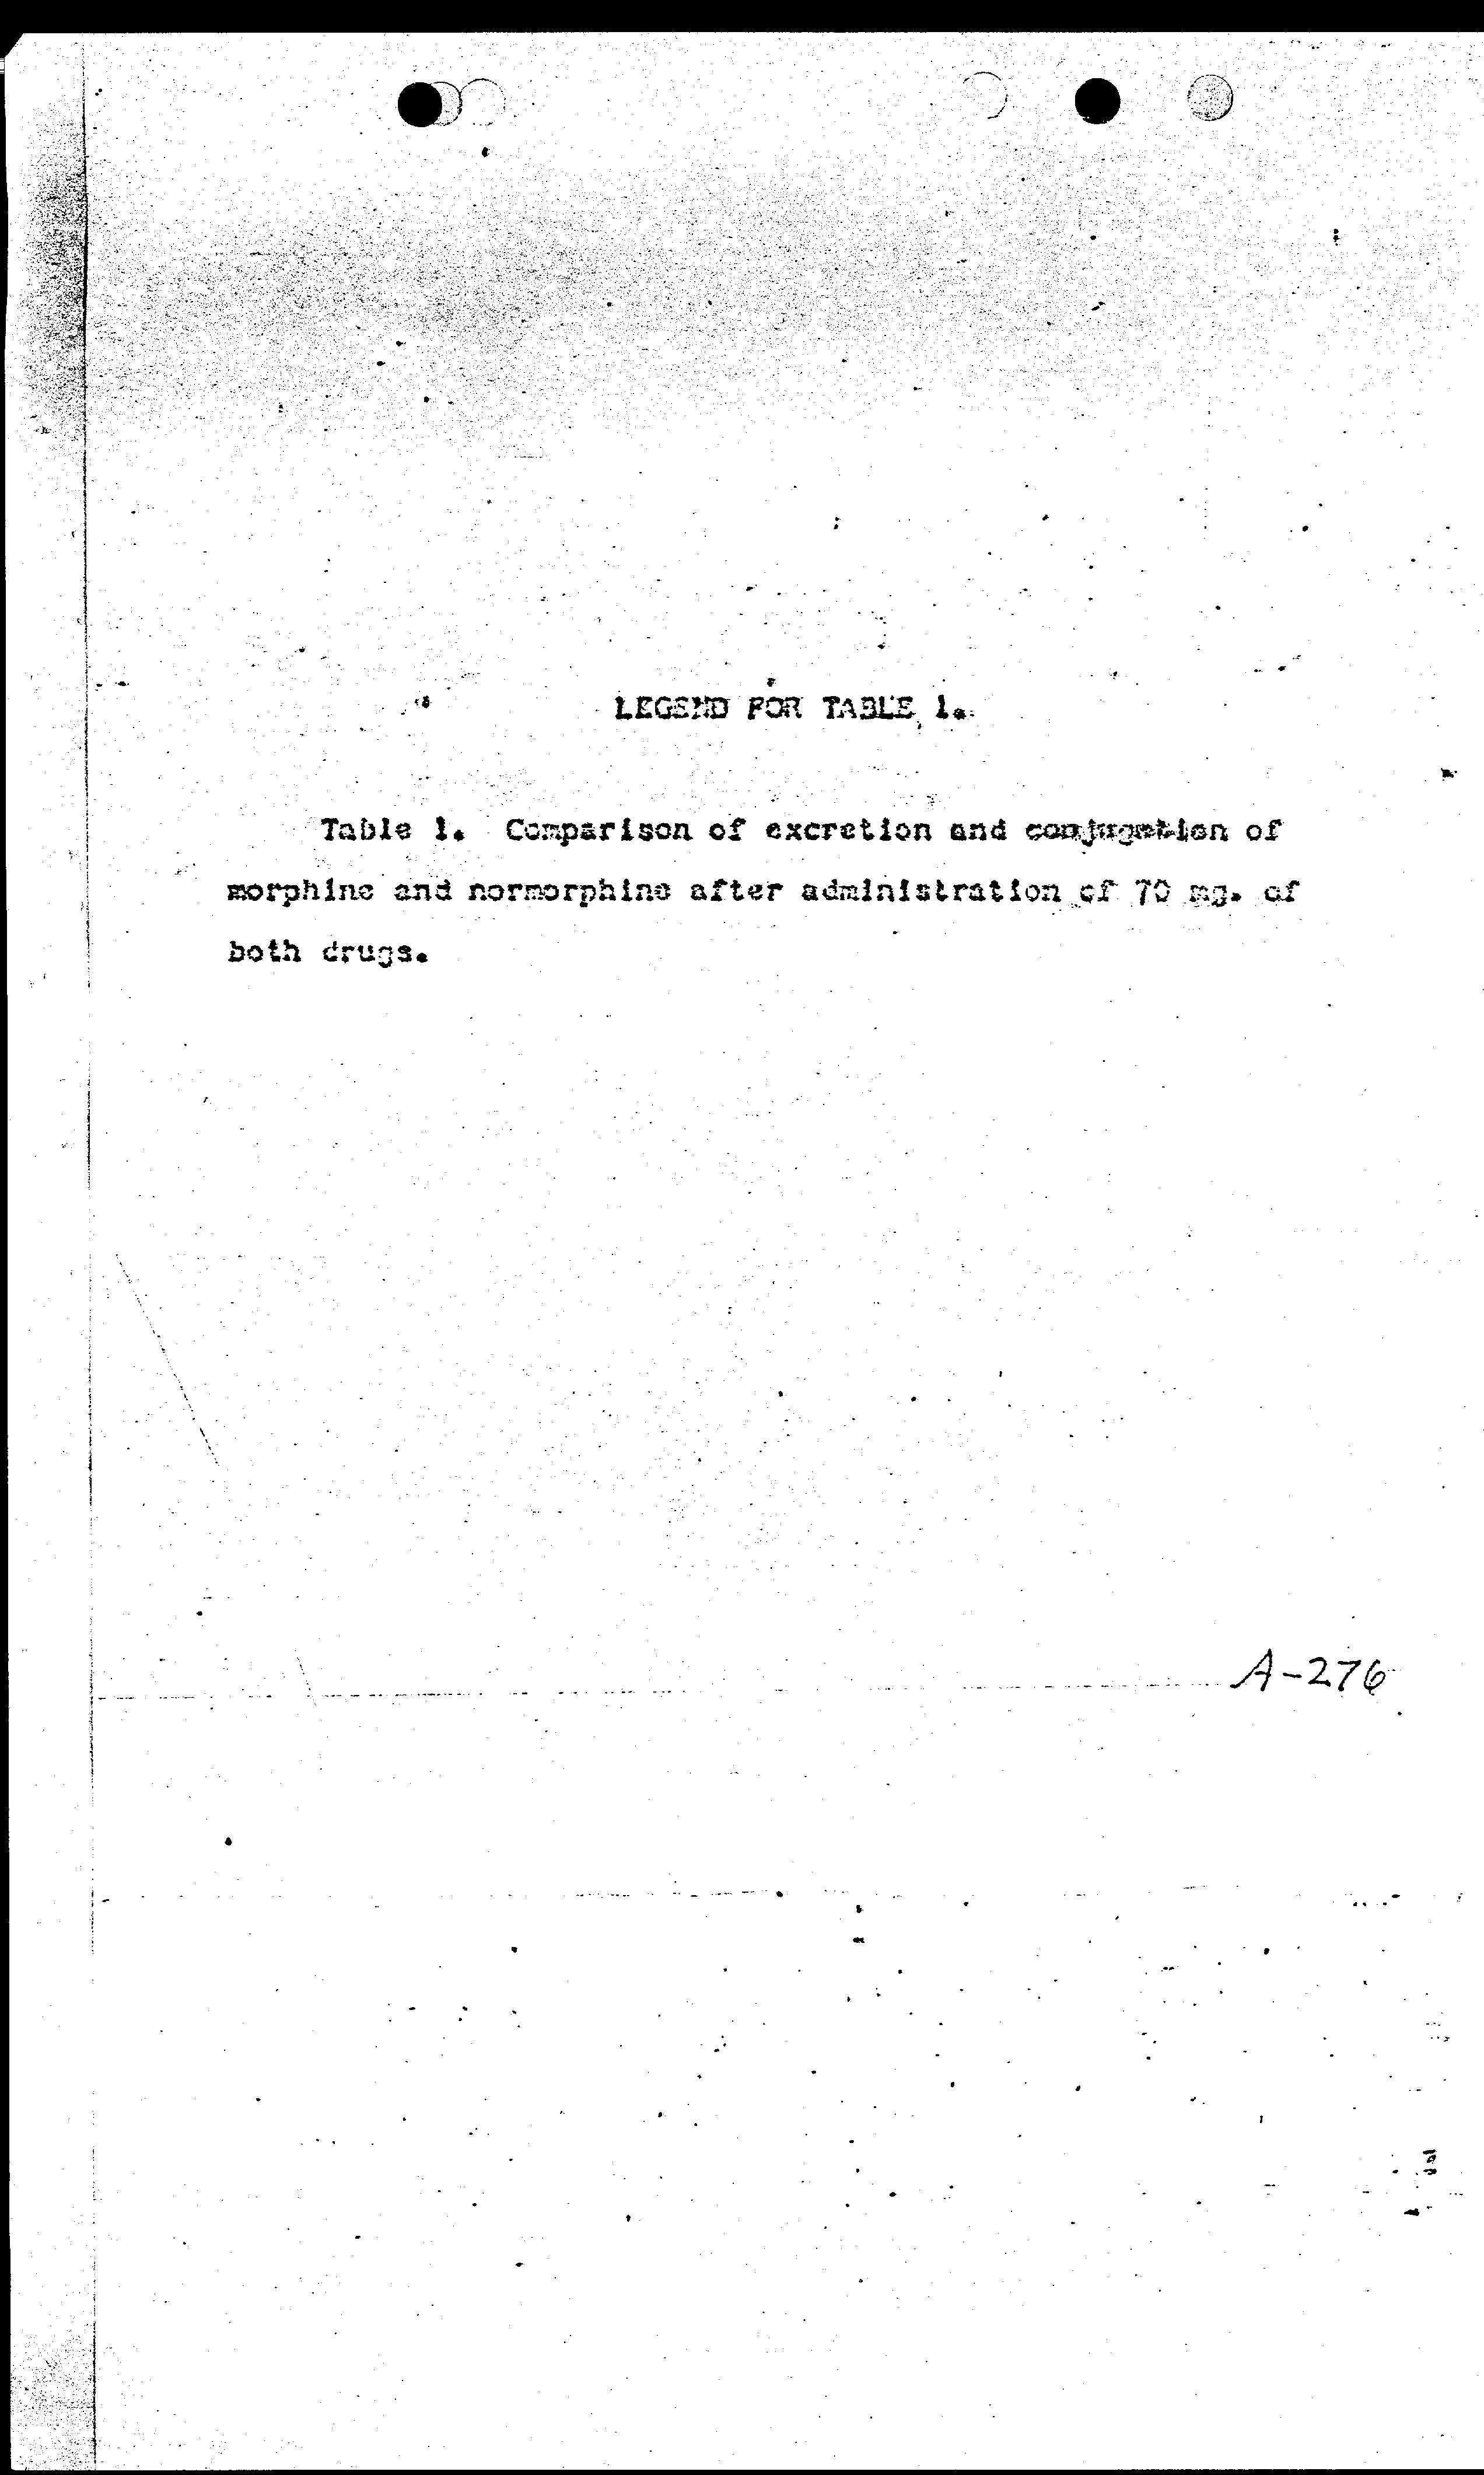 LEGEND FOR TABLE 1.
Table 1. Comparison of excretion and conjugation of
morphine and normorphine after administration of 70 mg. of
both drugs.
A-276